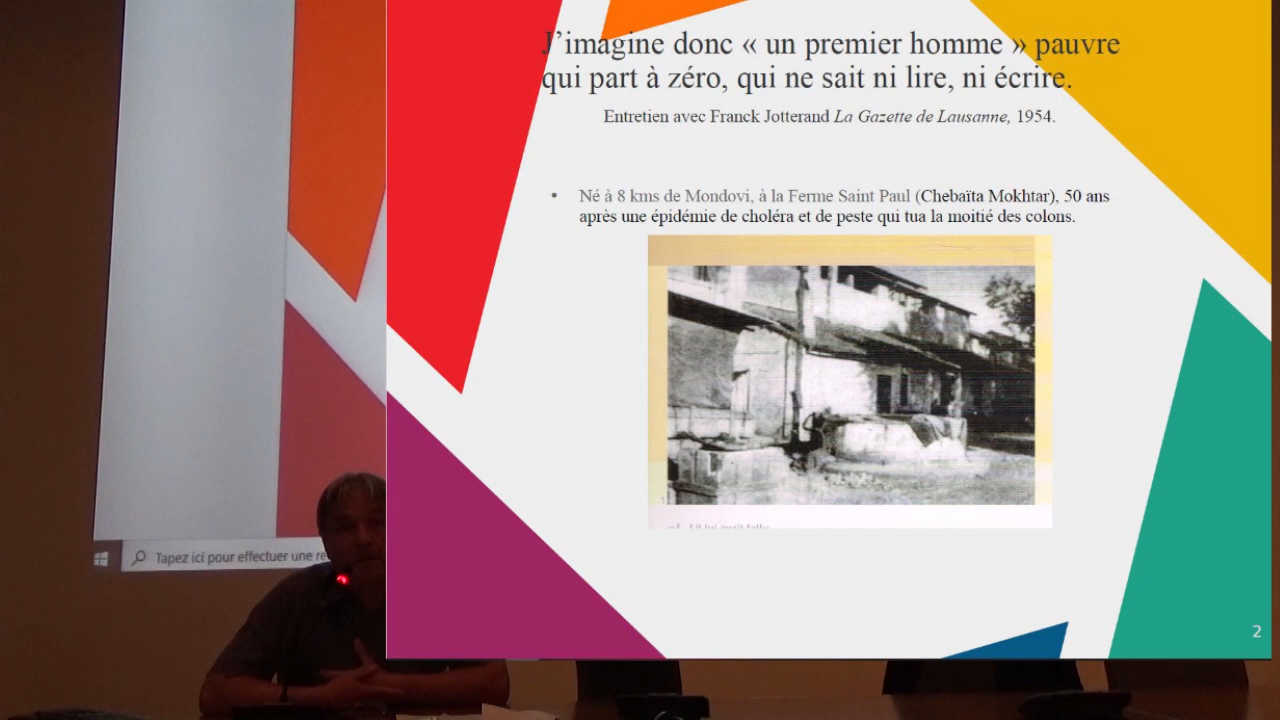 J’imagine donc « un premier homme » pauvre
qui part à zéro, qui ne sait ni lire, ni écrire.
Entretien avec Franck Jotterand La Gazette de Lausanne, 1954.
• Né à 8 kms de Mondovi, à la Ferme Saint Paul (Chebaïta Mokhtar), 50 ans
après une épidémie de choléra et de peste qui tua la moitié des colons.
2
Tapez ici pour effectuer une re